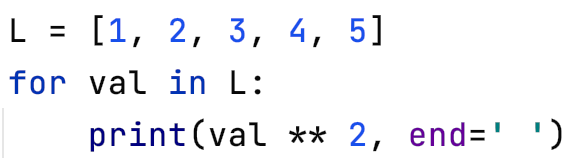 L = [1, 2, 3, 4, 5]
for val in L:
    print(val ** 2, end=' ')